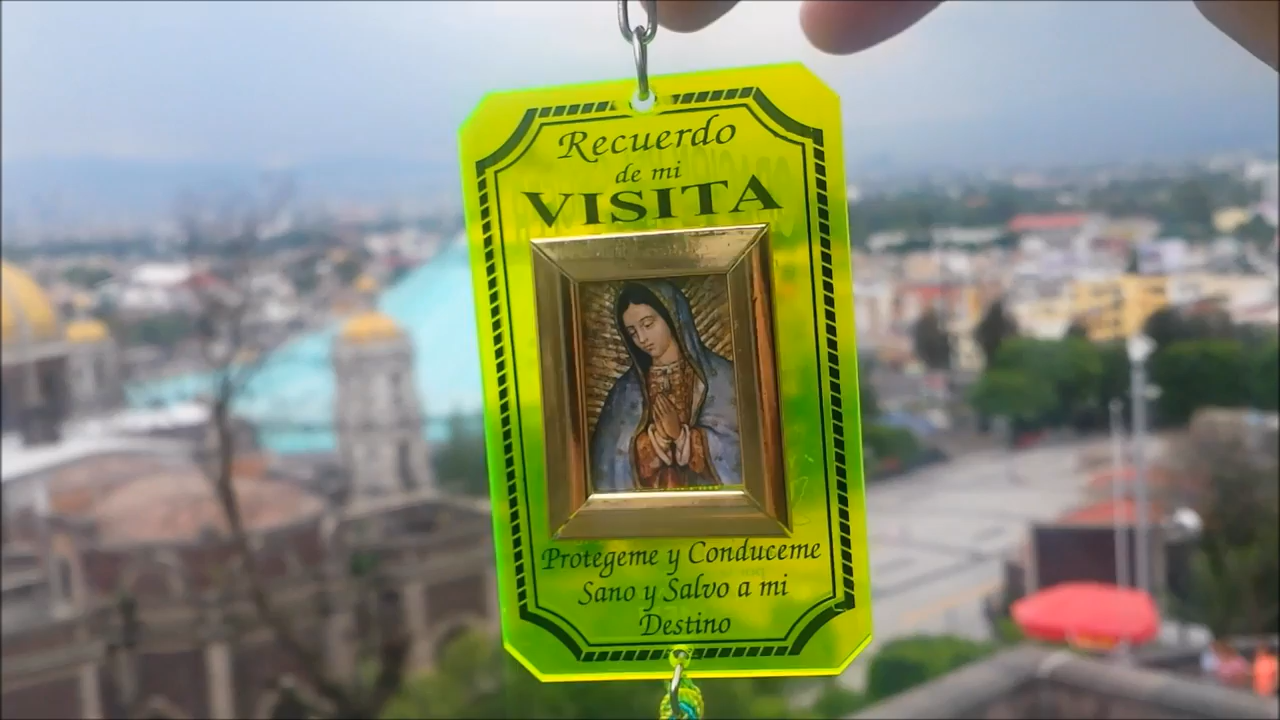 Recuerdo
de mi
VISITA
Protegeme y Conduceme
Sano y Salvo a mi
Destino